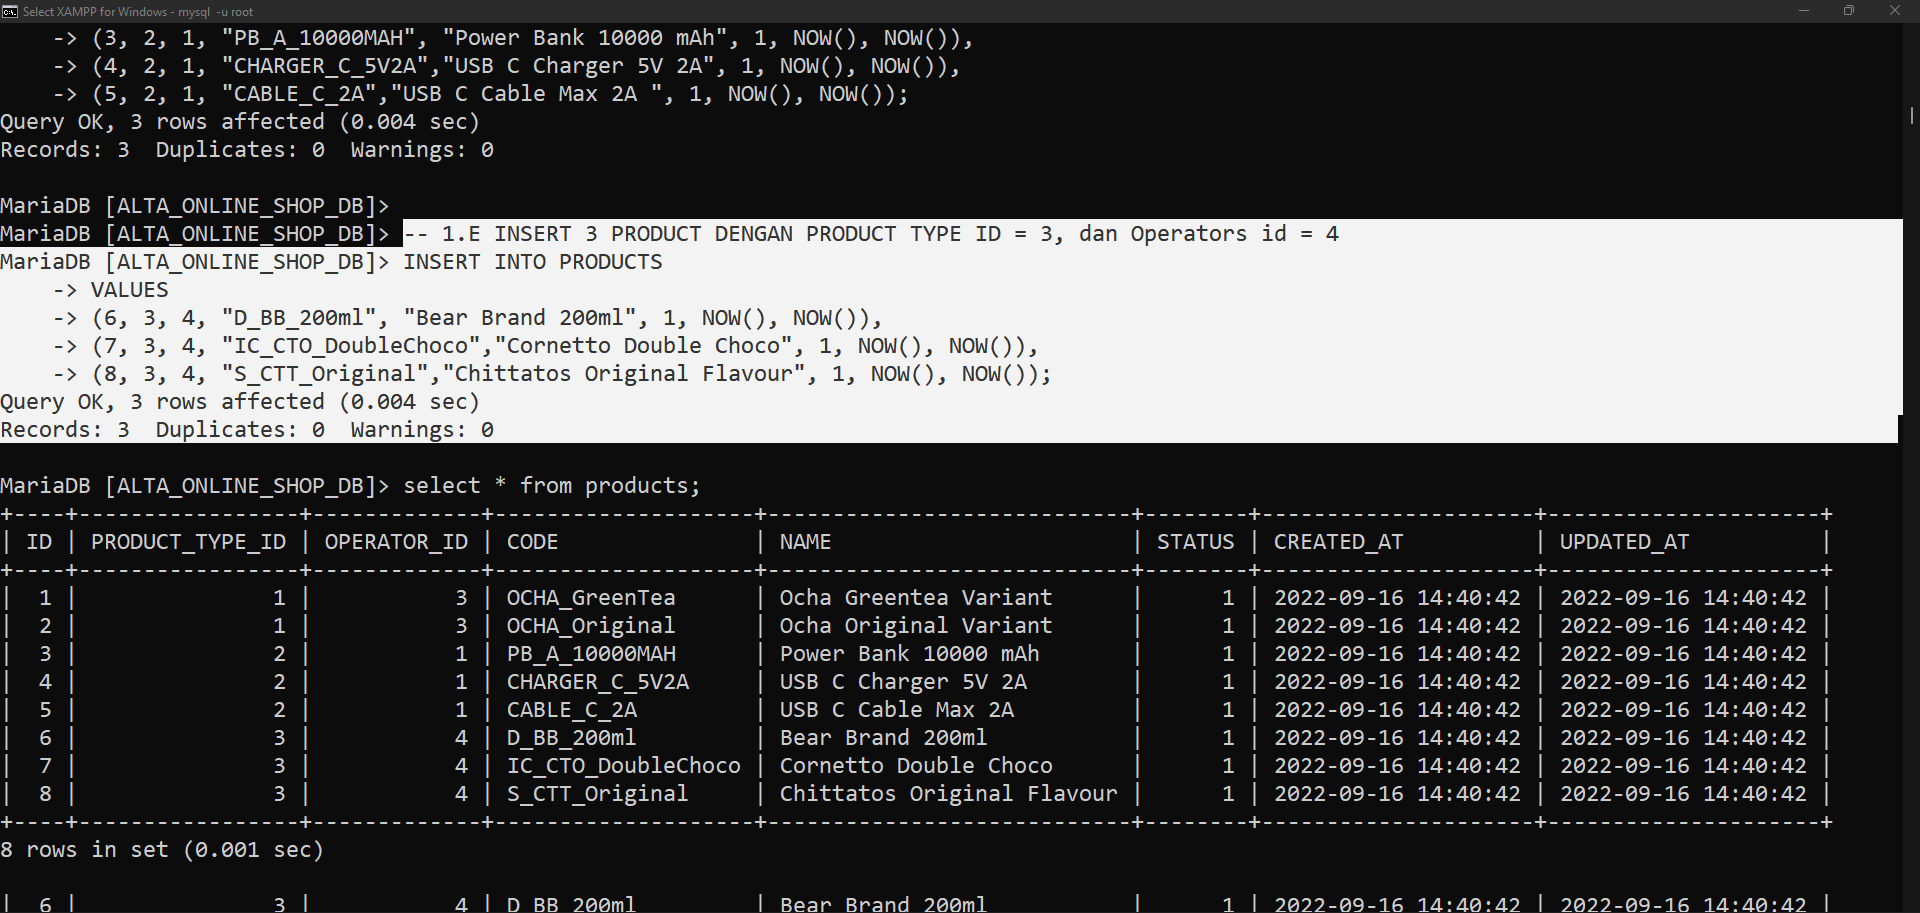 Select XAMPP for Windows - mysql  -u root
    -> (3, 2, 1, "PB_A_10000MAH", "Power Bank 10000 mAh", 1, NOW(), NOW()),
    -> (4, 2, 1, "CHARGER_C_5V2A","USB C Charger 5V 2A", 1, NOW(), NOW()),
    -> (5, 2, 1, "CABLE_C_2A","USB C Cable Max 2A ", 1, NOW(), NOW());
Query OK, 3 rows affected (0.004 sec)
Records: 3  Duplicates: 0  Warnings: 0

MariaDB [ALTA_ONLINE_SHOP_DB]>
MariaDB [ALTA_ONLINE_SHOP_DB]> -- 1.E INSERT 3 PRODUCT DENGAN PRODUCT TYPE ID = 3, dan Operators id = 4
MariaDB [ALTA_ONLINE_SHOP_DB]> INSERT INTO PRODUCTS
    -> VALUES
    -> (6, 3, 4, "D_BB_200ml", "Bear Brand 200ml", 1, NOW(), NOW()),
    -> (7, 3, 4, "IC_CTO_DoubleChoco","Cornetto Double Choco", 1, NOW(), NOW()),
    -> (8, 3, 4, "S_CTT_Original","Chittatos Original Flavour", 1, NOW(), NOW());
Query OK, 3 rows affected (0.004 sec)
Records: 3  Duplicates: 0  Warnings: 0

MariaDB [ALTA_ONLINE_SHOP_DB]> select * from products;
+----+-----------------+-------------+--------------------+----------------------------+--------+---------------------+---------------------+
| ID | PRODUCT_TYPE_ID | OPERATOR_ID | CODE               | NAME                       | STATUS | CREATED_AT          | UPDATED_AT          |
+----+-----------------+-------------+--------------------+----------------------------+--------+---------------------+---------------------+
|  1 |               1 |           3 | OCHA_GreenTea      | Ocha Greentea Variant      |      1 | 2022-09-16 14:40:42 | 2022-09-16 14:40:42 |
|  2 |               1 |           3 | OCHA_Original      | Ocha Original Variant      |      1 | 2022-09-16 14:40:42 | 2022-09-16 14:40:42 |
|  3 |               2 |           1 | PB_A_10000MAH      | Power Bank 10000 mAh       |      1 | 2022-09-16 14:40:42 | 2022-09-16 14:40:42 |
|  4 |               2 |           1 | CHARGER_C_5V2A     | USB C Charger 5V 2A        |      1 | 2022-09-16 14:40:42 | 2022-09-16 14:40:42 |
|  5 |               2 |           1 | CABLE_C_2A         | USB C Cable Max 2A         |      1 | 2022-09-16 14:40:42 | 2022-09-16 14:40:42 |
|  6 |               3 |           4 | D_BB_200ml         | Bear Brand 200ml           |      1 | 2022-09-16 14:40:42 | 2022-09-16 14:40:42 |
|  7 |               3 |           4 | IC_CTO_DoubleChoco | Cornetto Double Choco      |      1 | 2022-09-16 14:40:42 | 2022-09-16 14:40:42 |
|  8 |               3 |           4 | S_CTT_Original     | Chittatos Original Flavour |      1 | 2022-09-16 14:40:42 | 2022-09-16 14:40:42 |
+----+-----------------+-------------+--------------------+----------------------------+--------+---------------------+---------------------+
8 rows in set (0.001 sec)

|  6 |               3 |           4 | D_BB_200ml         | Bear Brand 200ml           |      1 | 2022-09-16 14:40:42 | 2022-09-16 14:40:42 |